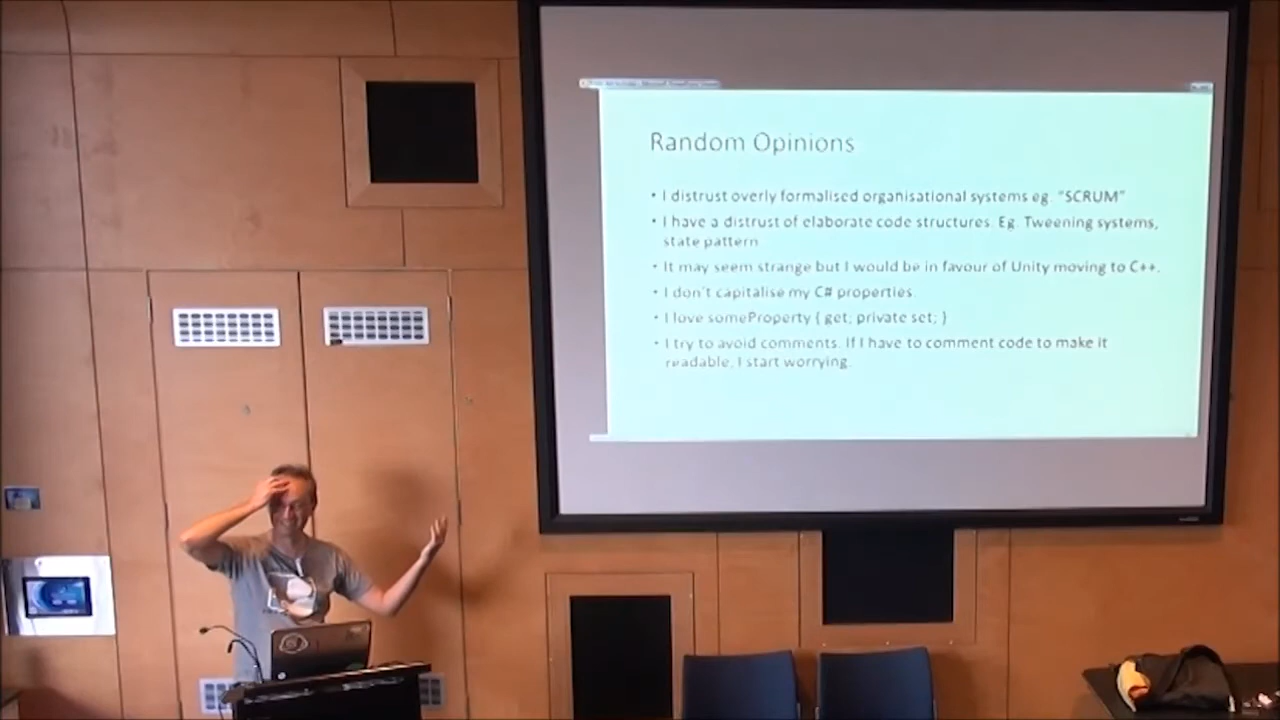 Random Opinions
• I distrust overly formalised organisational systems eg. "SCRUM"
• I have a distrust of elaborate code structures. Eg. Tweening systems,
state pattern
• It may seem strange but I would be in favour of Unity moving to C++.
• I don't capitalise my C# properties.
• I love someProperty { get; private set; }
• I try to avoid comments. If I have to comment code to make it
readable, I start worrying.